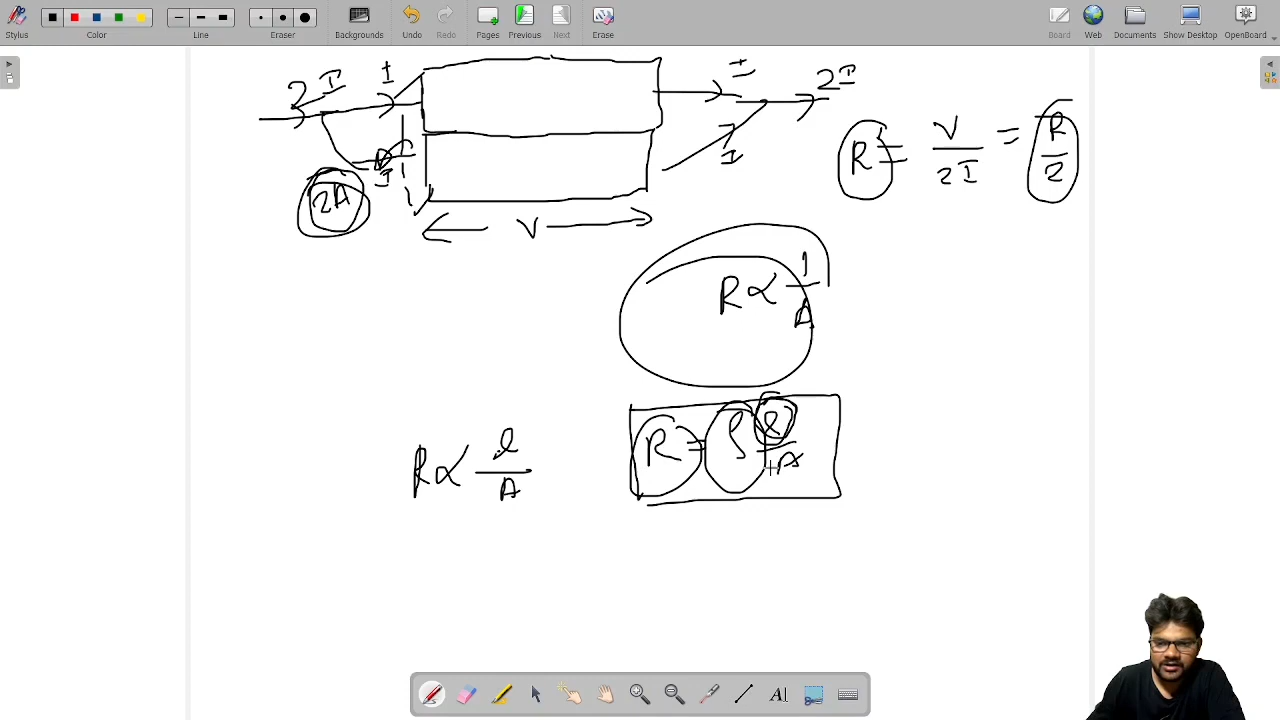 Stylus
Color
Line
Eraser
Backgrounds
Undo
Redo
Pages
Previous
Next
Erase
Board
Web
Documents
Show Desktop
OpenBoard
2I I I 2I
2A I I
V
R = V/2I = R/2
R ∝ 1/A
R ∝ l/A
R = ρ l/A
AI